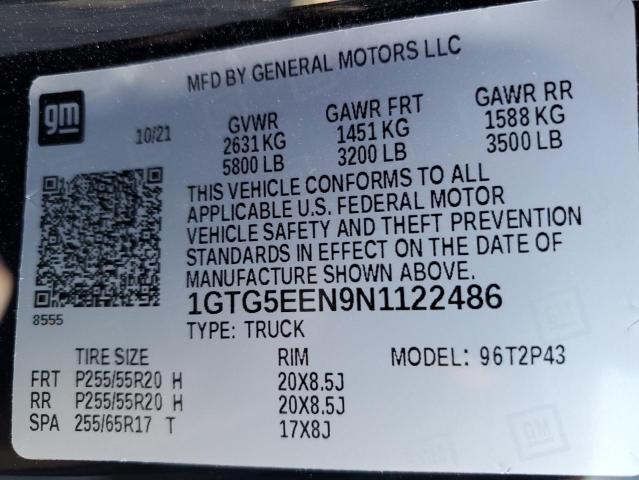 MFD BY GENERAL MOTORS LLC
gm
10/21
GVWR GAWR FRT GAWR RR
2631 KG 1451 KG 1588 KG
5800 LB 3200 LB 3500 LB
THIS VEHICLE CONFORMS TO ALL
APPLICABLE U.S. FEDERAL MOTOR
VEHICLE SAFETY AND THEFT PREVENTION
STANDARDS IN EFFECT ON THE DATE OF
MANUFACTURE SHOWN ABOVE.
8555
1GTG5EEN9N1122486
TYPE: TRUCK
TIRE SIZE RIM MODEL: 96T2P43
FRT P255/55R20 H 20X8.5J
RR P255/55R20 H 20X8.5J
SPA 255/65R17 T 17X8J
GM
GM